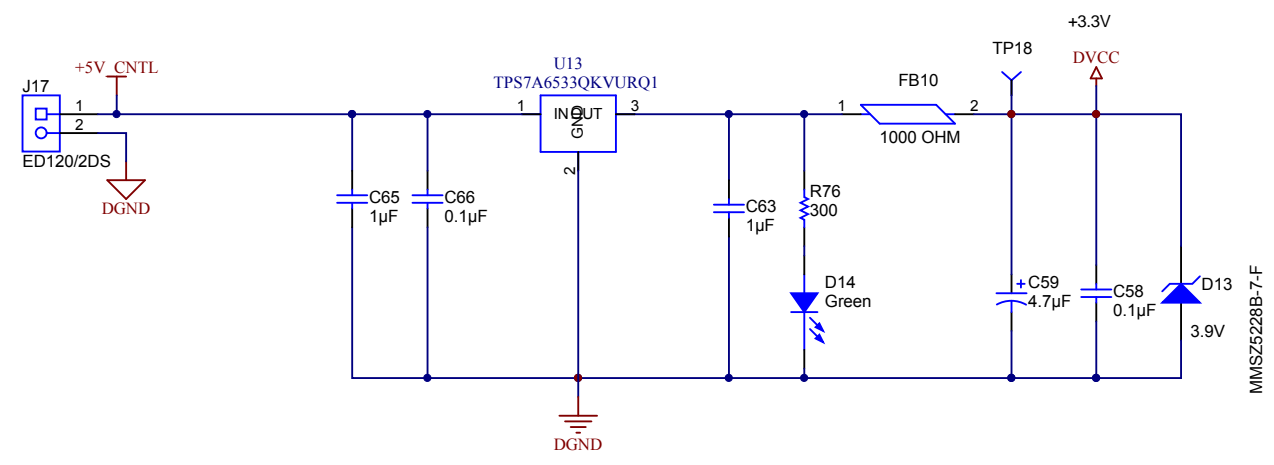 +3.3V
TP18
DVCC
U13
TPS7A6533QKVURQ1
+5V_CNTL
J17
FB10
1
2
ED120/2DS
DGND
1
IN
OUT
GND
3
2
1
2
1000 OHM
C65
1µF
C66
0.1µF
C63
1µF
R76
300
D14
Green
+
C59
4.7µF
C58
0.1µF
D13
3.9V
MMSZ5228B-7-F
DGND